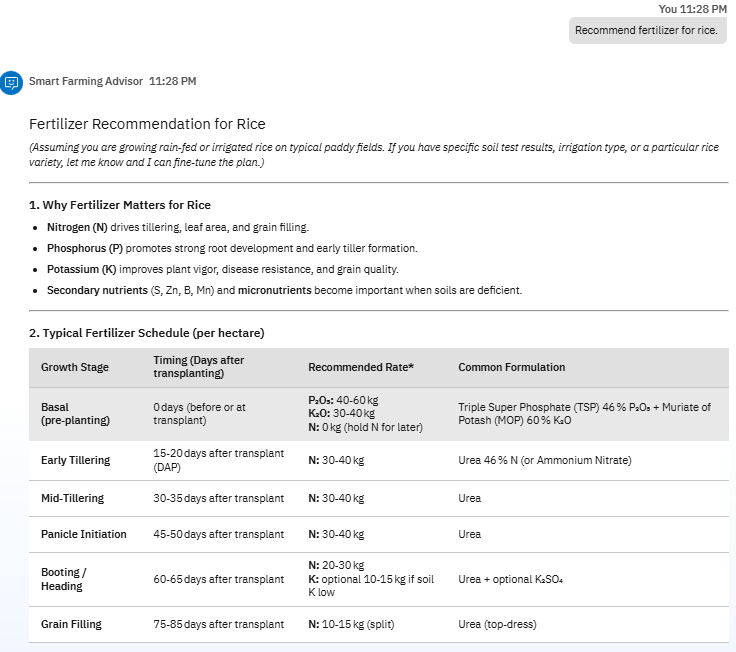 You 11:28 PM
Recommend fertilizer for rice.
Smart Farming Advisor 11:28 PM
Fertilizer Recommendation for Rice
(Assuming you are growing rain-fed or irrigated rice on typical paddy fields. If you have specific soil test results, irrigation type, or a particular rice
variety, let me know and I can fine-tune the plan.)
1. Why Fertilizer Matters for Rice
• Nitrogen (N) drives tillering, leaf area, and grain filling.
• Phosphorus (P) promotes strong root development and early tiller formation.
• Potassium (K) improves plant vigor, disease resistance, and grain quality.
• Secondary nutrients (S, Zn, B, Mn) and micronutrients become important when soils are deficient.
2. Typical Fertilizer Schedule (per hectare)
Growth Stage
Timing (Days after
transplanting)
Recommended Rate*
Common Formulation
Basal
(pre-planting)
0 days (before or at
transplant)
P₂O₅: 40-60 kg
K₂O: 30-40 kg
N: 0 kg (hold N for later)
Triple Super Phosphate (TSP) 46 % P₂O₅ + Muriate of
Potash (MOP) 60 % K₂O
Early Tillering
15-20 days after transplant
(DAP)
N: 30-40 kg
Urea 46 % N (or Ammonium Nitrate)
Mid-Tillering
30-35 days after transplant
N: 30-40 kg
Urea
Panicle Initiation
45-50 days after transplant
N: 30-40 kg
Urea
Booting /
Heading
60-65 days after transplant
N: 20-30 kg
K: optional 10-15 kg if soil
K low
Urea + optional K₂SO₄
Grain Filling
75-85 days after transplant
N: 10-15 kg (split)
Urea (top-dress)